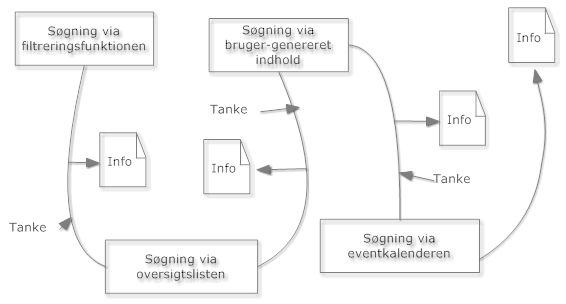 Søgning via
filtreringsfunktionen
Søgning via
bruger-genereret
indhold
Info
Tanke
Info
Info
Info
Tanke
Tanke
Søgning via
oversigtslisten
Søgning via
eventkalenderen